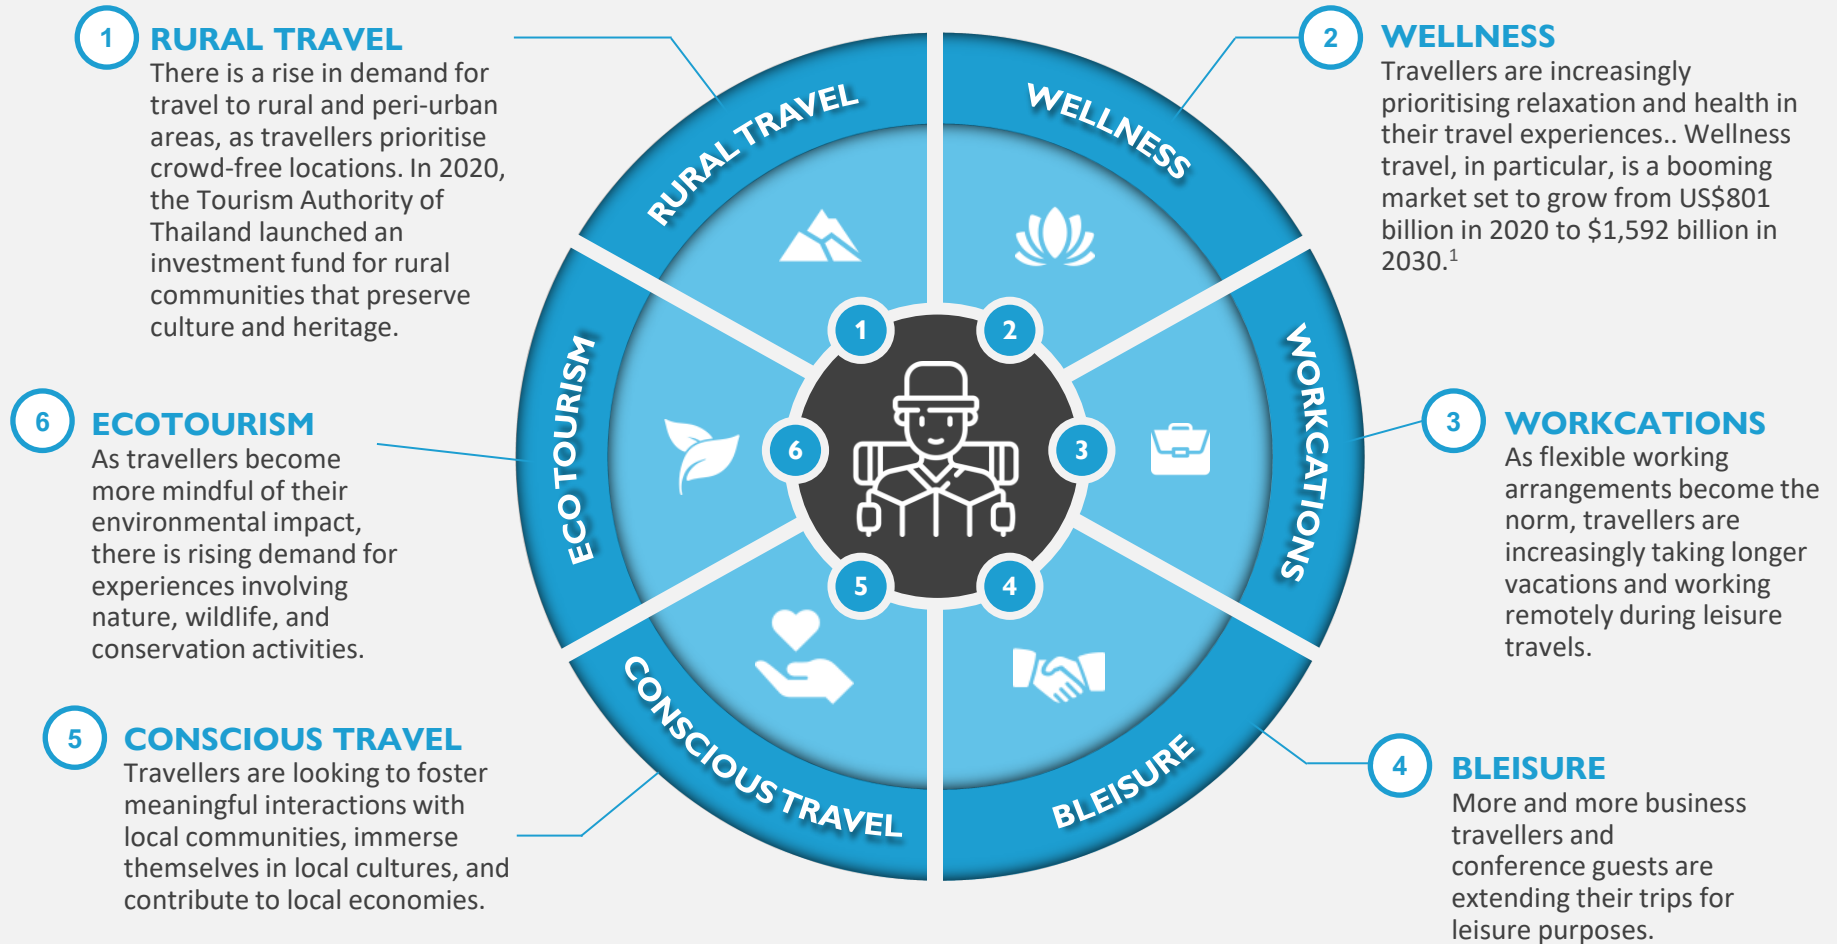 1
RURAL TRAVEL
There is a rise in demand for
travel to rural and peri-urban
areas, as travellers prioritise
crowd-free locations. In 2020,
the Tourism Authority of
Thailand launched an
investment fund for rural
communities that preserve
culture and heritage.
2
WELLNESS
Travellers are increasingly
prioritising relaxation and health in
their travel experiences.. Wellness
travel, in particular, is a booming
market set to grow from US$801
billion in 2020 to $1,592 billion in
2030.1
3
WORKCATIONS
As flexible working
arrangements become the
norm, travellers are
increasingly taking longer
vacations and working
remotely during leisure
travels.
4
BLEISURE
More and more business
travellers and
conference guests are
extending their trips for
leisure purposes.
5
CONSCIOUS TRAVEL
Travellers are looking to foster
meaningful interactions with
local communities, immerse
themselves in local cultures, and
contribute to local economies.
6
ECOTOURISM
As travellers become
more mindful of their
environmental impact,
there is rising demand for
experiences involving
nature, wildlife, and
conservation activities.
RURAL TRAVEL
WELLNESS
WORKCATIONS
BLEISURE
CONSCIOUS TRAVEL
ECOTOURISM
1
2
3
4
5
6